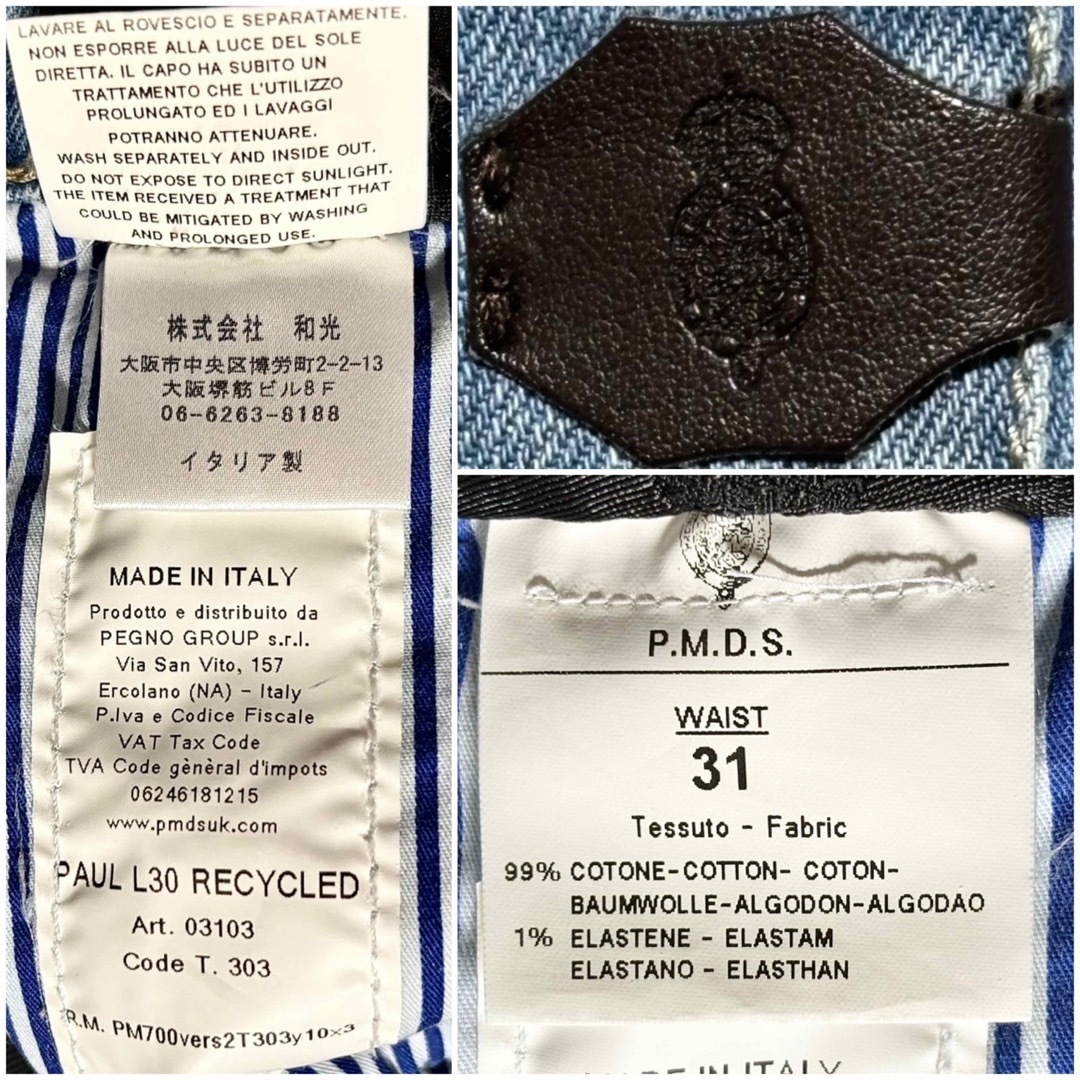 LAVARE AL ROVESCIO E SEPARATAMENTE.
NON ESPORRE ALLA LUCE DEL SOLE
DIRETTA. IL CAPO HA SUBITO UN
TRATTAMENTO CHE L'UTILIZZO
PROLUNGATO ED I LAVAGGI
POTRANNO ATTENUARE.
WASH SEPARATELY AND INSIDE OUT.
DO NOT EXPOSE TO DIRECT SUNLIGHT.
THE ITEM RECEIVED A TREATMENT THAT
COULD BE MITIGATED BY WASHING
AND PROLONGED USE.
株式会社 和光
大阪市中央区博労町2-2-13
大阪堺筋ビル8F
06-6263-8188
イタリア製
MADE IN ITALY
Prodotto e distribuito da
PEGNO GROUP s.r.l.
Via San Vito, 157
Ercolano (NA) - Italy
P.Iva e Codice Fiscale
VAT Tax Code
TVA Code gènèral d'impots
06246181215
www.pmdsuk.com
PAUL L30 RECYCLED
Art. 03103
Code T. 303
R.M. PM700vers2T303y10x3
P.M.D.S.
WAIST
31
Tessuto - Fabric
99% COTONE-COTTON- COTON-
BAUMWOLLE-ALGODON-ALGODAO
1% ELASTENE - ELASTAM
ELASTANO - ELASTHAN
MADE IN ITALY